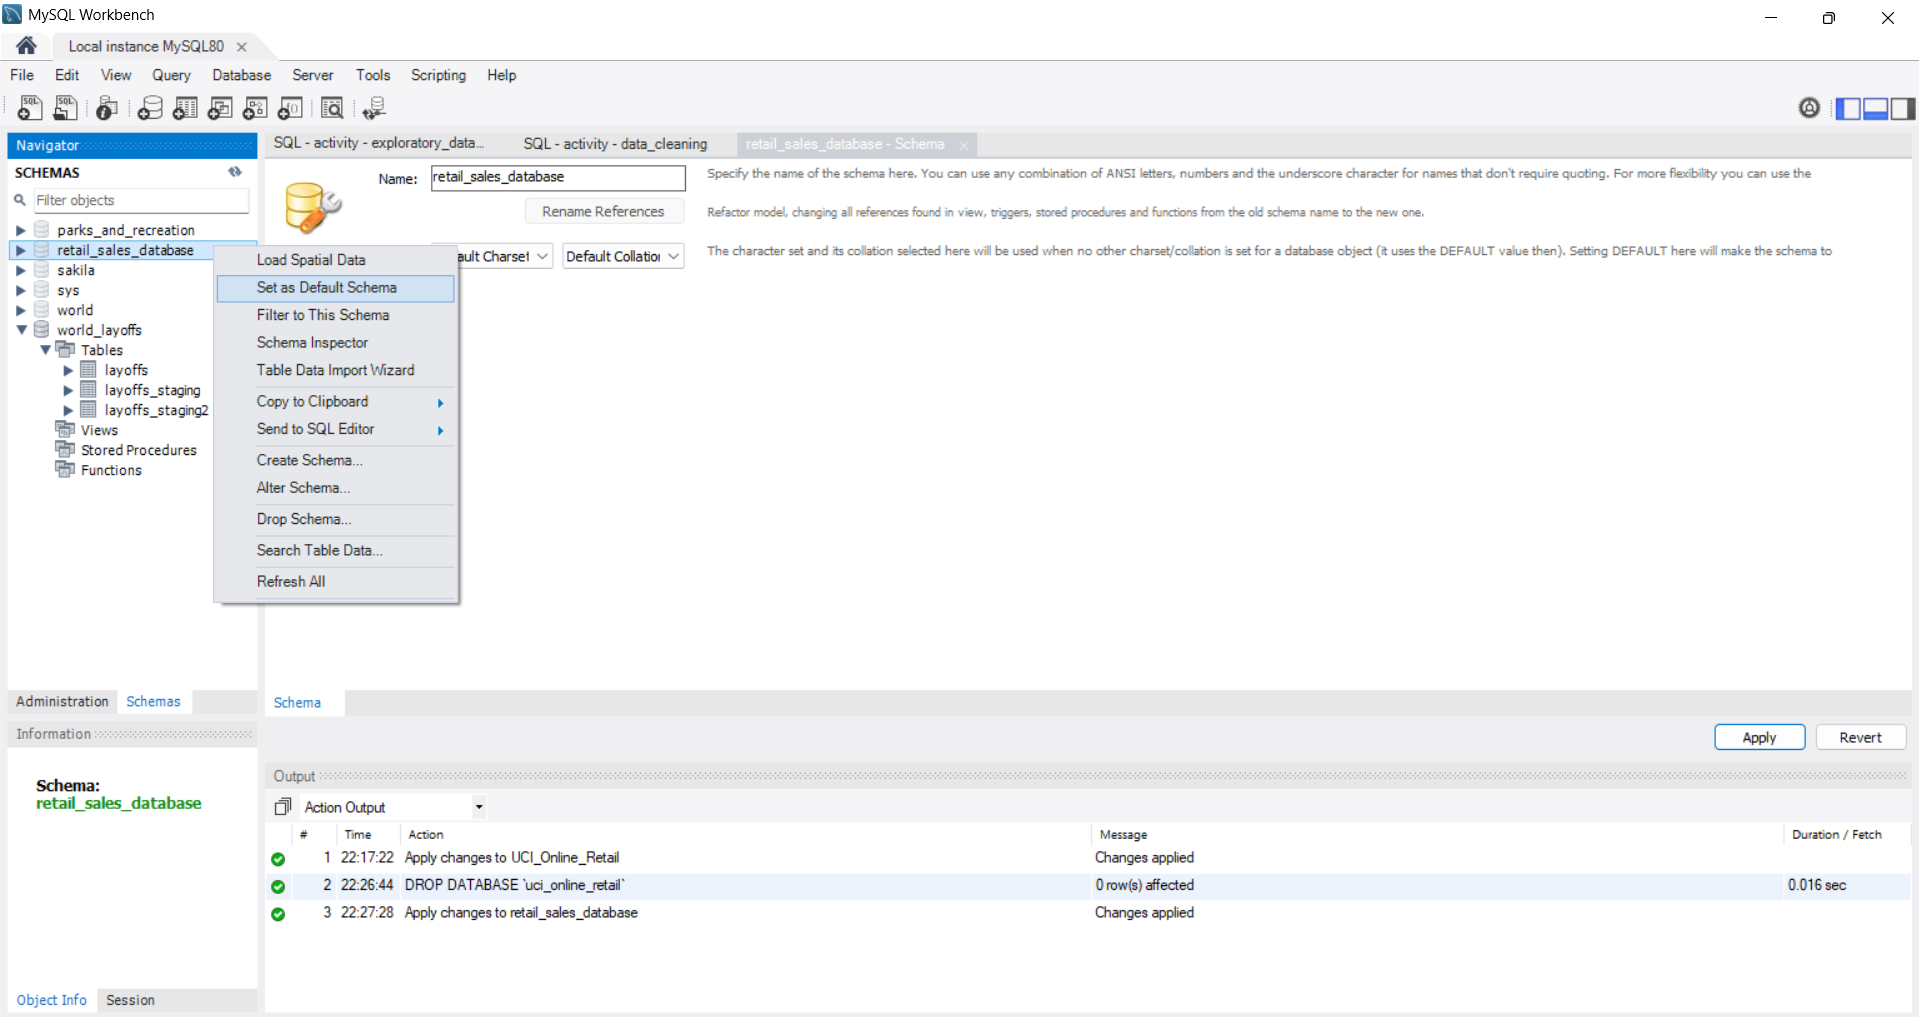 MySQL Workbench
Local instance MySQL80
File Edit View Query Database Server Tools Scripting Help
SQL SQL
Navigator
SCHEMAS
Filter objects
parks_and_recreation
retail_sales_database
sakila
sys
world
world_layoffs
Tables
layoffs
layoffs_staging
layoffs_staging2
Views
Stored Procedures
Functions
Load Spatial Data
Set as Default Schema
Filter to This Schema
Schema Inspector
Table Data Import Wizard
Copy to Clipboard
Send to SQL Editor
Create Schema...
Alter Schema...
Drop Schema...
Search Table Data...
Refresh All
Administration Schemas
Information
Schema:
retail_sales_database
Object Info Session
SQL - activity - exploratory_data... SQL - activity - data_cleaning retail_sales_database - Schema
Name: retail_sales_database
Specify the name of the schema here. You can use any combination of ANSI letters, numbers and the underscore character for names that don't require quoting. For more flexibility you can use the
Rename References
Refactor model, changing all references found in view, triggers, stored procedures and functions from the old schema name to the new one.
ault Charset Default Collation
The character set and its collation selected here will be used when no other charset/collation is set for a database object (it uses the DEFAULT value then). Setting DEFAULT here will make the schema to
Schema
Apply Revert
Output
Action Output
# Time Action Message Duration / Fetch
1 22:17:22 Apply changes to UCI_Online_Retail Changes applied
2 22:26:44 DROP DATABASE `uci_online_retail` 0 row(s) affected 0.016 sec
3 22:27:28 Apply changes to retail_sales_database Changes applied